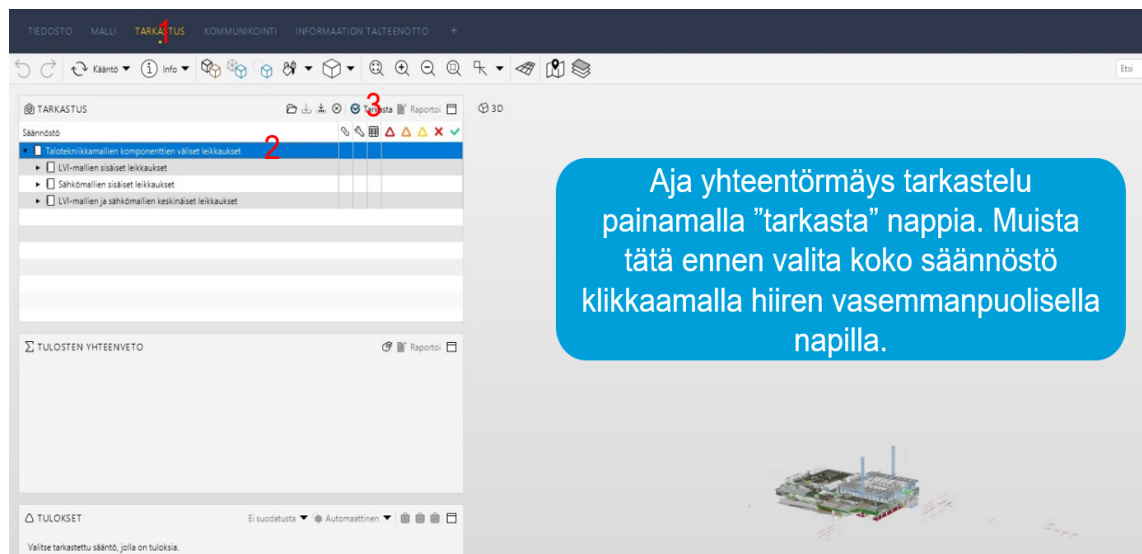 TIEDOSTO MALLI TARKASTUS KOMMUNIKOINTI INFORMAATION TALTEENOTTO +
1
Kääntö Info
Etsi
TARKASTUS Tarkasta Raportoi
3
3D
Säännöstö
2
Talotekniikkamallien komponenttien väliset leikkaukset
LVI-mallien sisäiset leikkaukset
Sähkömallien sisäiset leikkaukset
LVI-mallien ja sähkömallien keskinäiset leikkaukset
Aja yhteentörmäys tarkastelu
painamalla ”tarkasta” nappia. Muista
tätä ennen valita koko säännöstö
klikkaamalla hiiren vasemmanpuolisella
napilla.
TULOSTEN YHTEENVETO Raportoi
TULOKSET Ei suodatusta Automaattinen
Valitse tarkastettu sääntö, jolla on tuloksia.